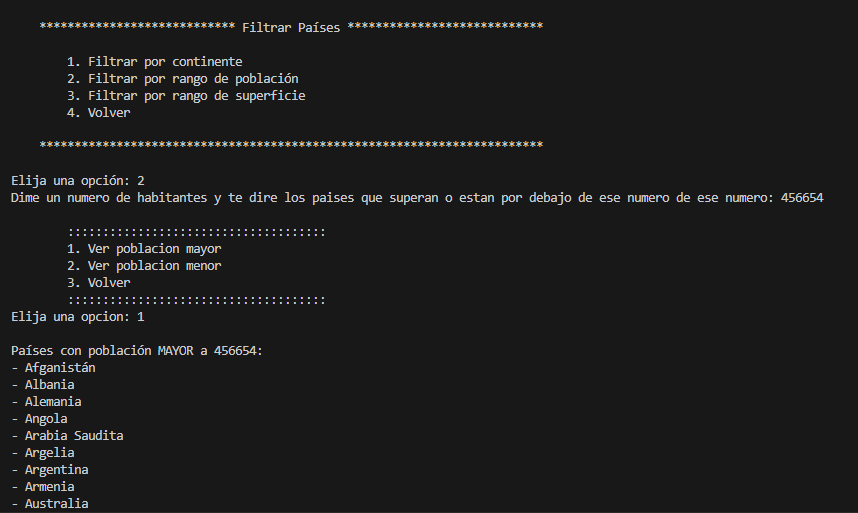 **************************** Filtrar Países ****************************
1. Filtrar por continente
2. Filtrar por rango de población
3. Filtrar por rango de superficie
4. Volver
************************************************************************
Elija una opción: 2
Dime un numero de habitantes y te dire los paises que superan o estan por debajo de ese numero de ese numero: 456654
:::::::::::::::::::::::::::::::::::::
1. Ver poblacion mayor
2. Ver poblacion menor
3. Volver
:::::::::::::::::::::::::::::::::::::
Elija una opcion: 1
Países con población MAYOR a 456654:
- Afganistán
- Albania
- Alemania
- Angola
- Arabia Saudita
- Argelia
- Argentina
- Armenia
- Australia